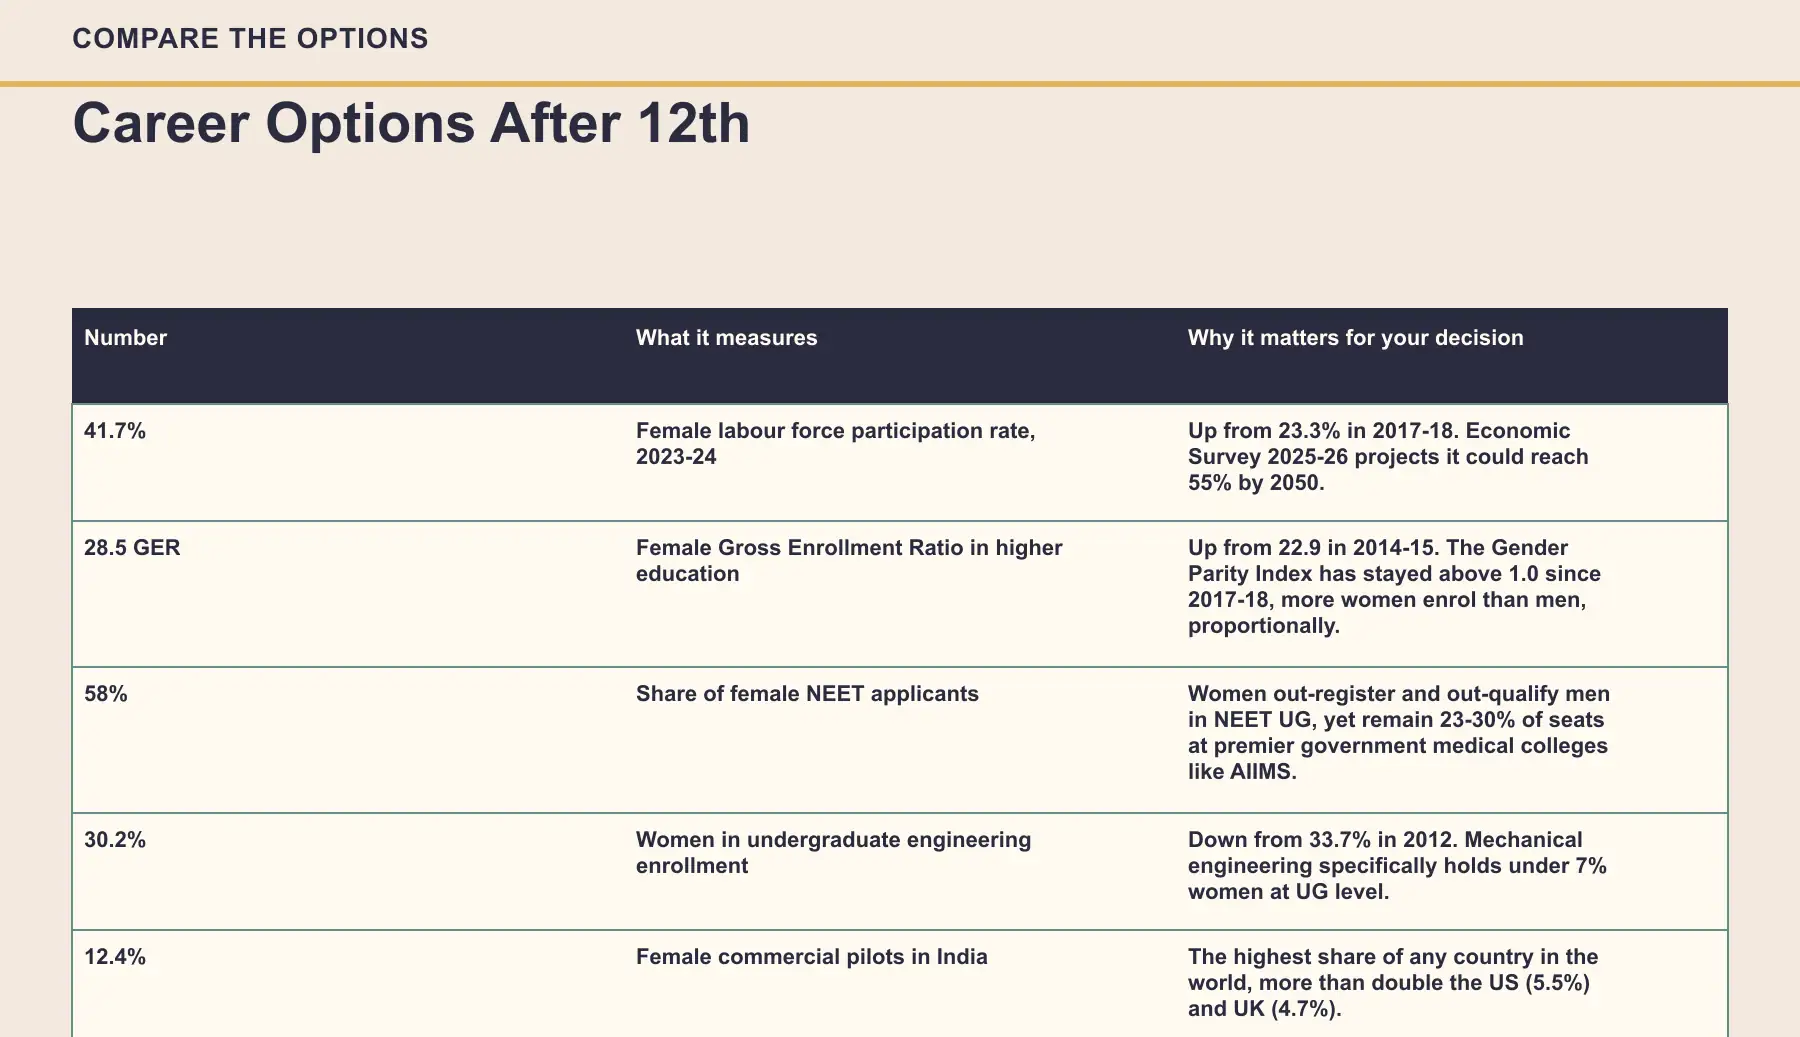 COMPARE THE OPTIONS
Career Options After 12th
Number
What it measures
Why it matters for your decision
41.7%
Female labour force participation rate,
2023-24
Up from 23.3% in 2017-18. Economic
Survey 2025-26 projects it could reach
55% by 2050.
28.5 GER
Female Gross Enrollment Ratio in higher
education
Up from 22.9 in 2014-15. The Gender
Parity Index has stayed above 1.0 since
2017-18, more women enrol than men,
proportionally.
58%
Share of female NEET applicants
Women out-register and out-qualify men
in NEET UG, yet remain 23-30% of seats
at premier government medical colleges
like AIIMS.
30.2%
Women in undergraduate engineering
enrollment
Down from 33.7% in 2012. Mechanical
engineering specifically holds under 7%
women at UG level.
12.4%
Female commercial pilots in India
The highest share of any country in the
world, more than double the US (5.5%)
and UK (4.7%).